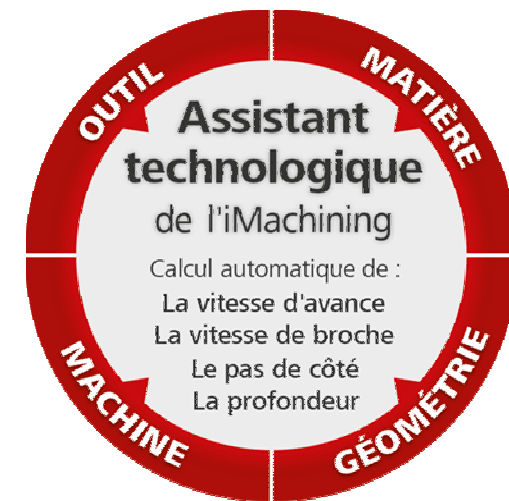 OUTIL
MATIÈRE
Assistant
technologique
de l'iMachining
Calcul automatique de :
La vitesse d'avance
La vitesse de broche
Le pas de côté
La profondeur
MACHINE
GÉOMÉTRIE